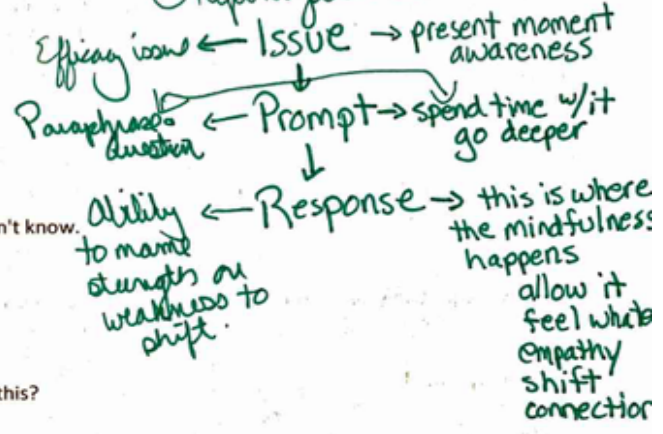 Efficacy issue ← Issue → present moment
awareness
Paraphrase ← Prompt → spend time w/it
question go deeper
n't know. Ability ← Response → this is where
to name the mindfulness
strength or happens
weakness to allow it
shift. feel what
empathy
this? shift
connection